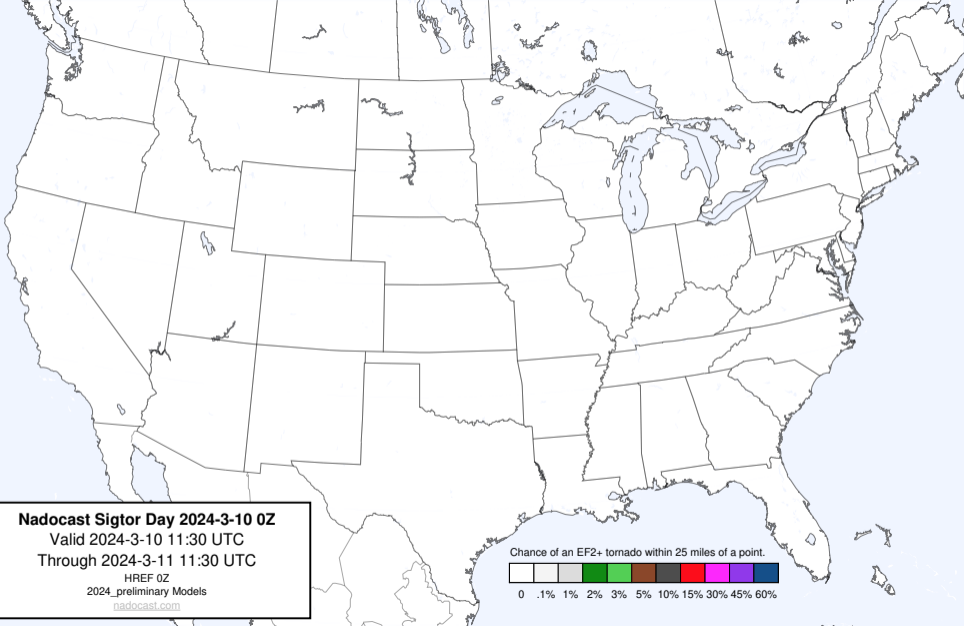 Nadocast Sigtor Day 2024-3-10 0Z
Valid 2024-3-10 11:30 UTC
Through 2024-3-11 11:30 UTC
HREF 0Z
2024_preliminary Models
nadocast.com
Chance of an EF2+ tornado within 25 miles of a point.
0 .1% 1% 2% 3% 5% 10% 15% 30% 45% 60%